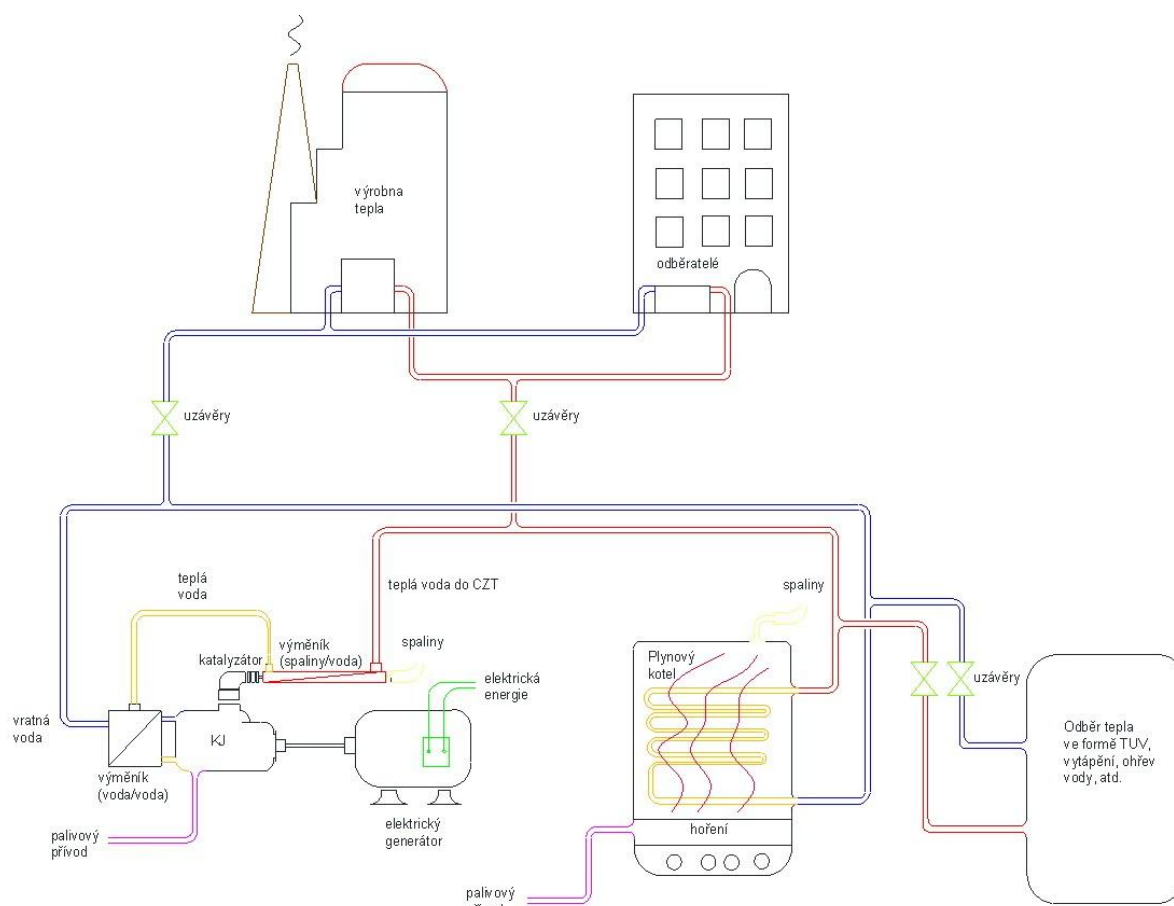 výrobna
tepla
odběratelé
uzávěry
uzávěry
teplá
voda
teplá voda do CZT
spaliny
katalyzátor
výměník
(spaliny/voda)
spaliny
Plynový
kotel
elektrická
energie
uzávěry
vratná
voda
KJ
Odběr tepla
ve formě TUV,
vytápění, ohřev
vody, atd.
výměník
(voda/voda)
elektrický
generátor
hoření
palivový
přívod
palivový